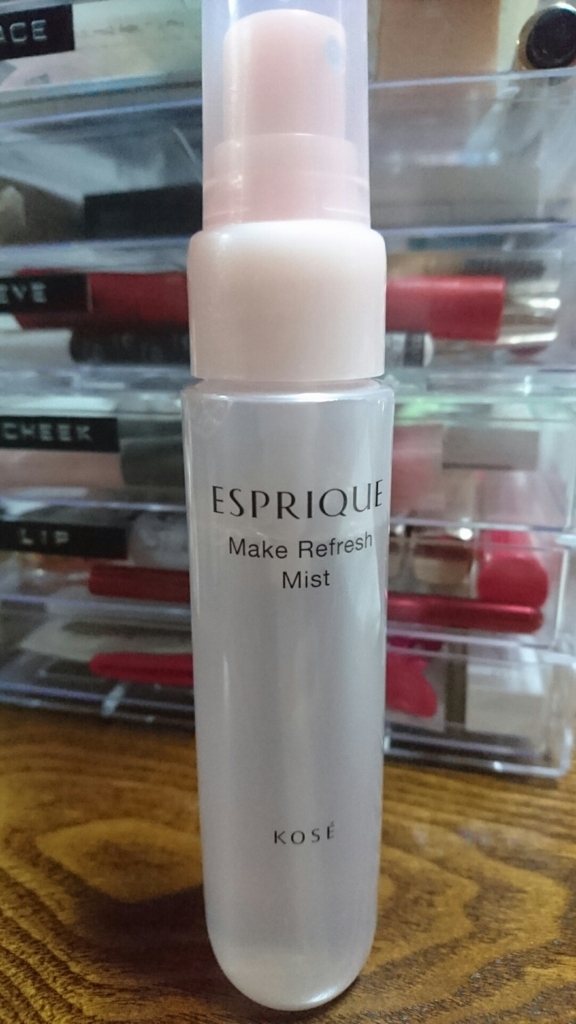 ACE
EYE
CHEEK
LIP
ESPRIQUE
Make Refresh
Mist
KOSÉ